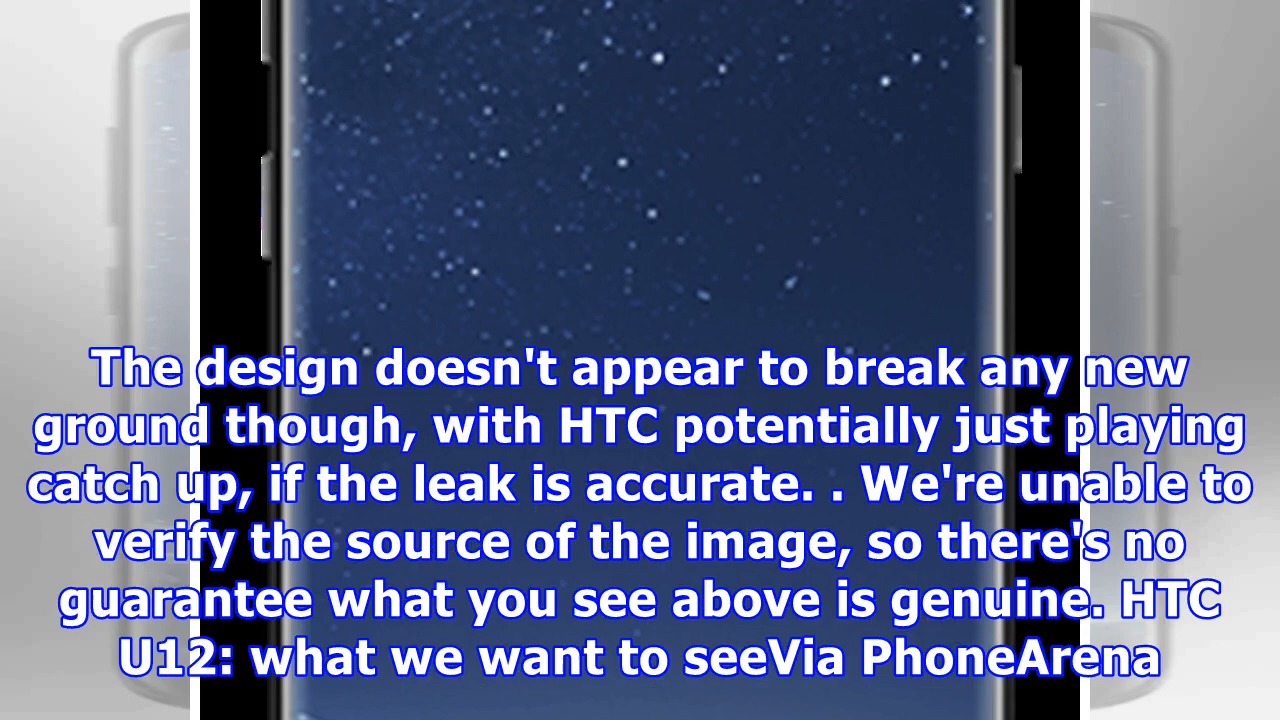 The design doesn't appear to break any new
ground though, with HTC potentially just playing
catch up, if the leak is accurate. . We're unable to
verify the source of the image, so there's no
guarantee what you see above is genuine. HTC
U12: what we want to seeVia PhoneArena